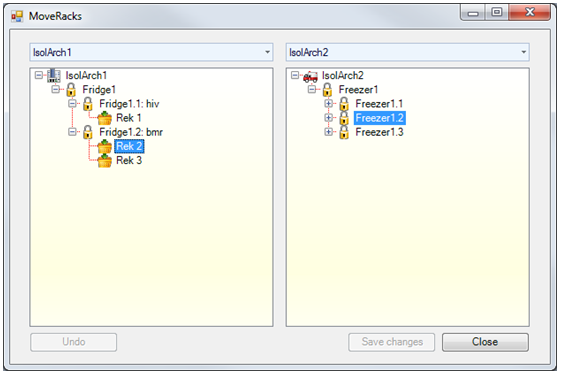 MoveRacks
IsolArch1
IsolArch1
Fridge1
Fridge1.1: hiv
Rek 1
Fridge1.2: bmr
Rek 2
Rek 3
IsolArch2
IsolArch2
Freezer1
Freezer1.1
Freezer1.2
Freezer1.3
Undo
Save changes
Close